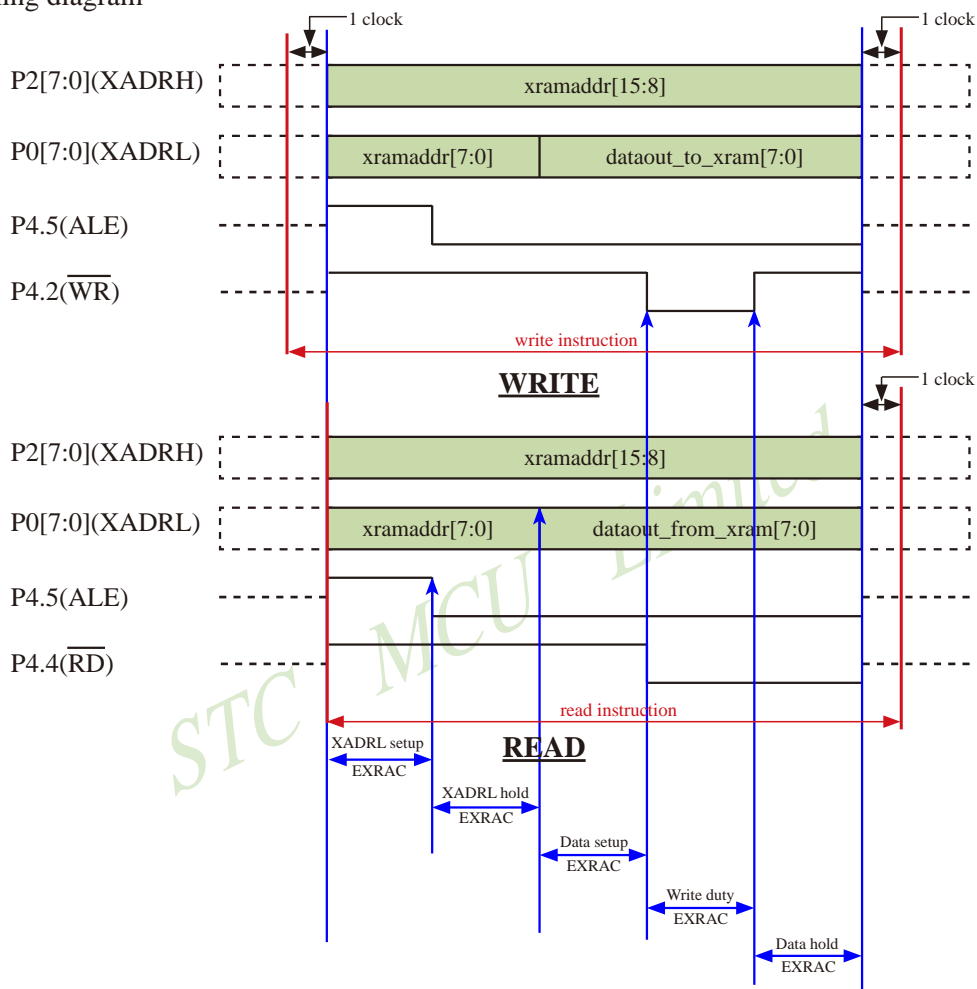 1 clock
1 clock
P2[7:0](XADRH)
xramaddr[15:8]
P0[7:0](XADRL)
xramaddr[7:0]
dataout_to_xram[7:0]
P4.5(ALE)
P4.2(W̅R̅)
write instruction
WRITE
1 clock
P2[7:0](XADRH)
xramaddr[15:8]
P0[7:0](XADRL)
xramaddr[7:0]
dataout_from_xram[7:0]
P4.5(ALE)
P4.4(R̅D̅)
STC MCU Limited
read instruction
READ
XADRL setup
EXRAC
XADRL hold
EXRAC
Data setup
EXRAC
Write duty
EXRAC
Data hold
EXRAC